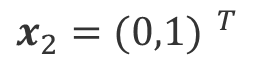 x₂ = (0,1) ᵀ